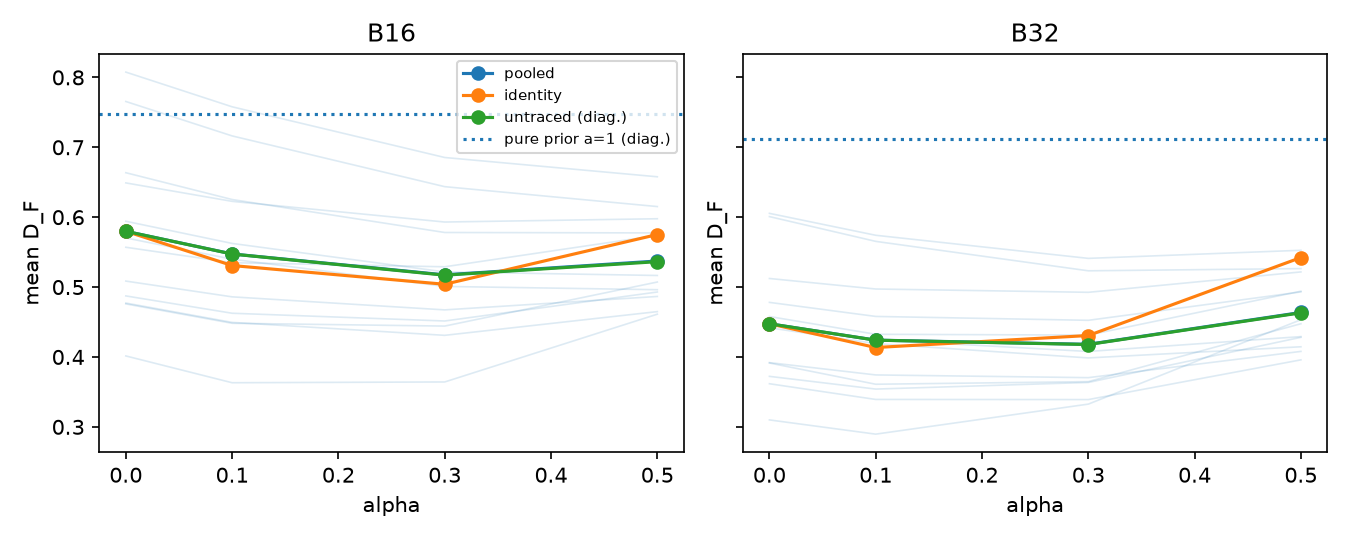 B16
mean D_F
0.8
0.7
0.6
0.5
0.4
0.3
pooled
identity
untraced (diag.)
pure prior a=1 (diag.)
0.0 0.1 0.2 0.3 0.4 0.5
alpha
B32
mean D_F
0.0 0.1 0.2 0.3 0.4 0.5
alpha